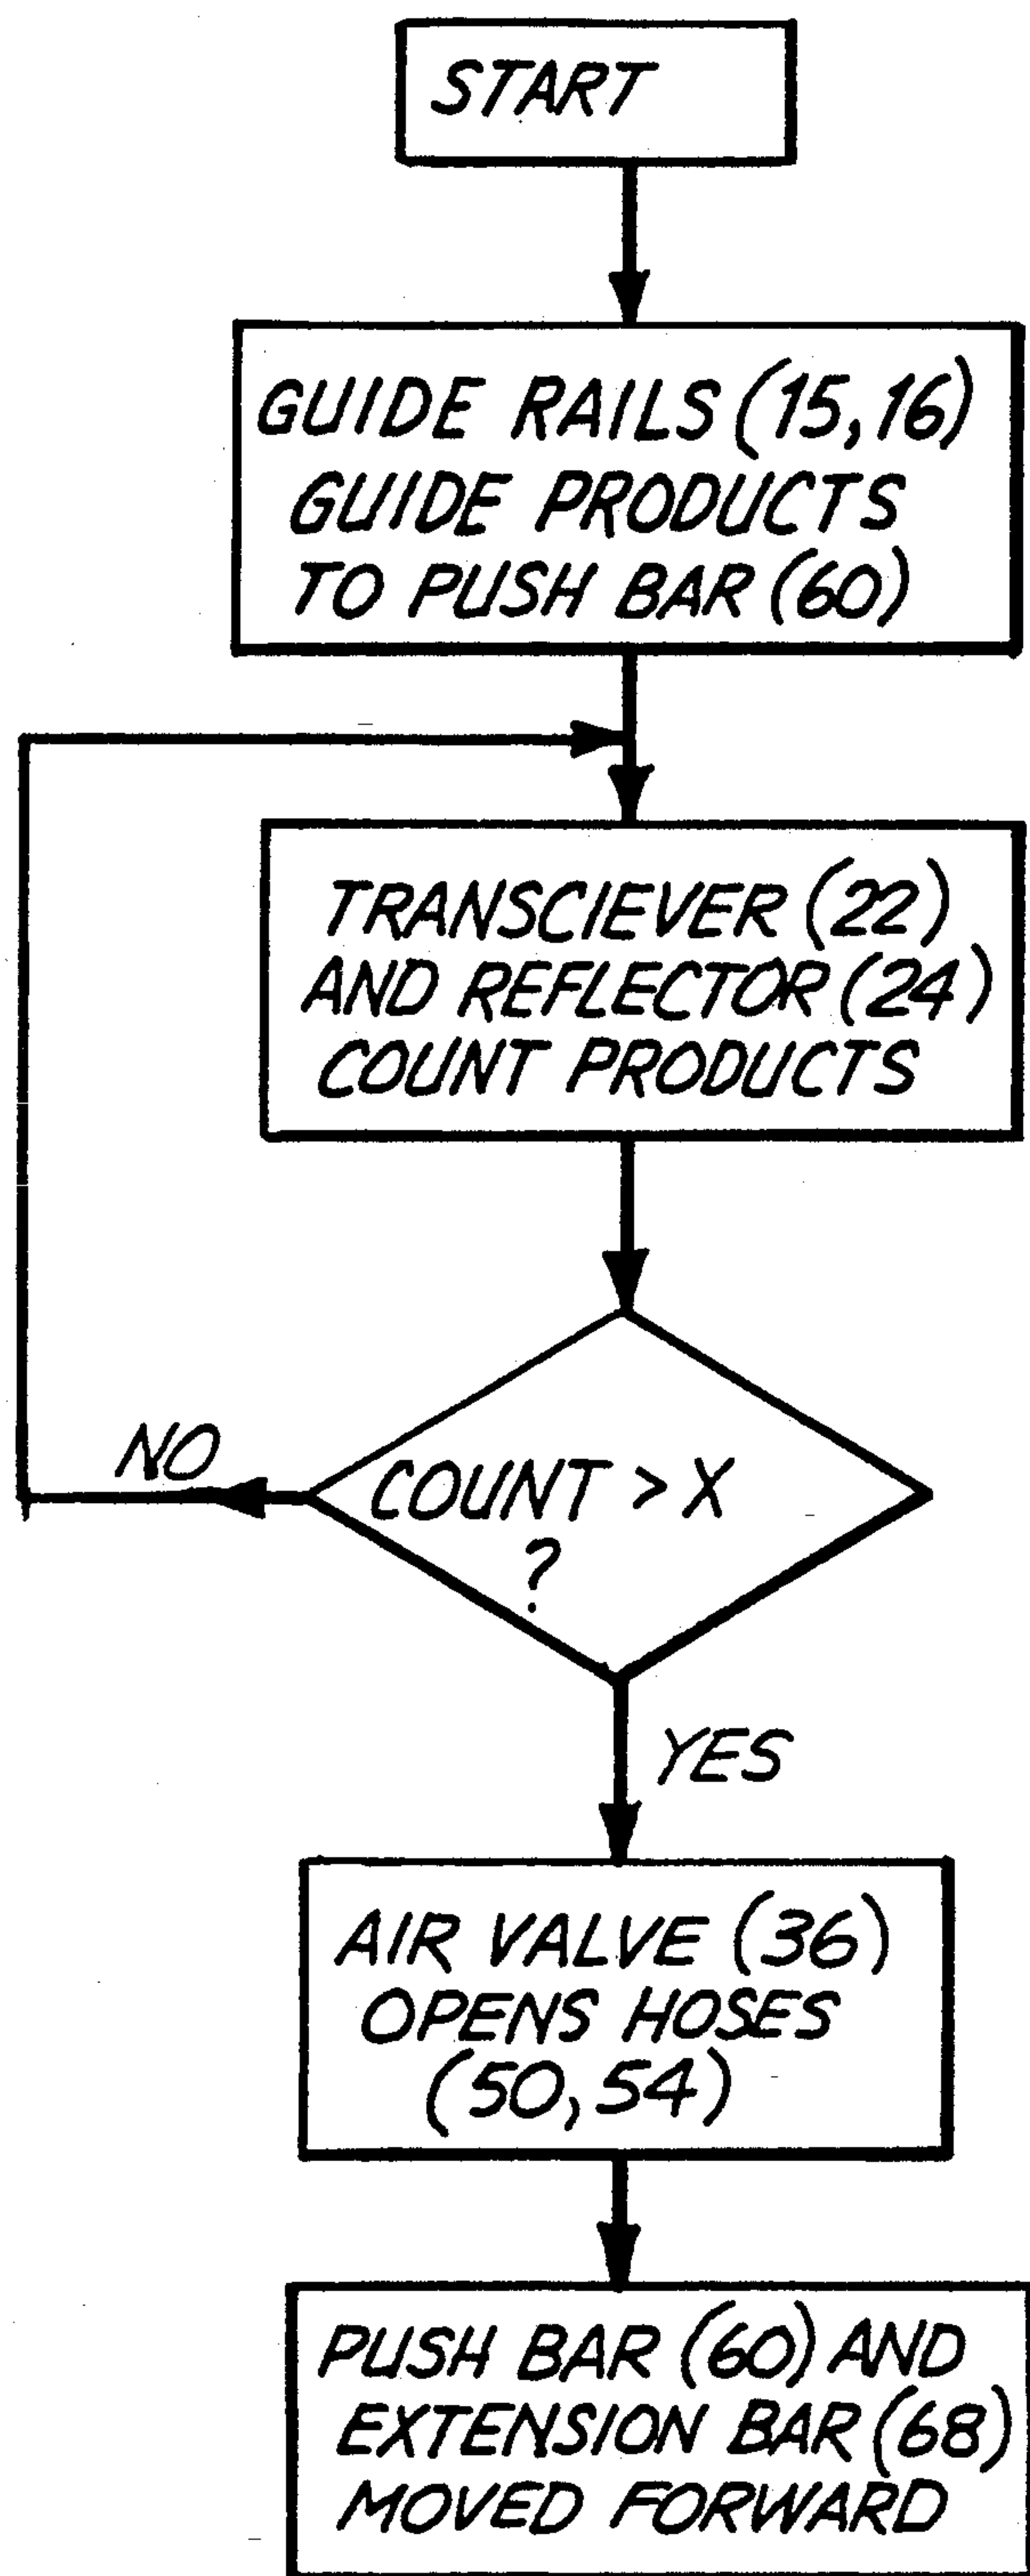 START
GUIDE RAILS (15,16)
GUIDE PRODUCTS
TO PUSH BAR (60)
TRANSCIEVER (22)
AND REFLECTOR (24)
COUNT PRODUCTS
COUNT > X
?
NO
YES
AIR VALVE (36)
OPENS HOSES
(50,54)
PUSH BAR (60) AND
EXTENSION BAR (68)
MOVED FORWARD